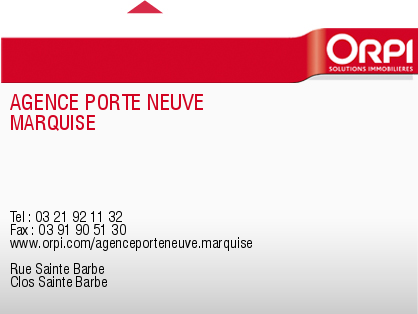 ORPI
SOLUTIONS IMMOBILIÈRES
AGENCE PORTE NEUVE
MARQUISE
Tel : 03 21 92 11 32
Fax : 03 91 90 51 30
www.orpi.com/agenceporteneuve.marquise
Rue Sainte Barbe
Clos Sainte Barbe